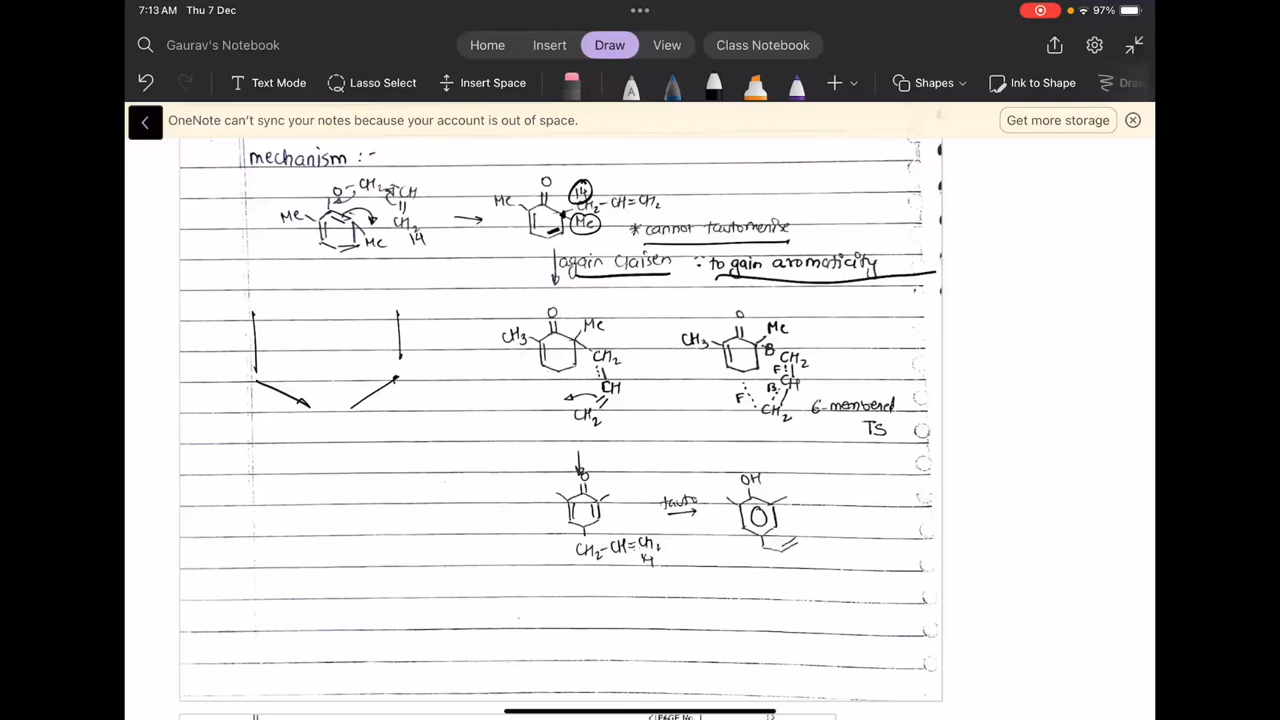 7:13 AM Thu 7 Dec
97%
Gaurav's Notebook
Home Insert Draw View Class Notebook
Text Mode Lasso Select Insert Space Shapes Ink to Shape Draw
OneNote can't sync your notes because your account is out of space.
Get more storage
mechanism :-
O CH2 CH
Me CH2
Me 14
O 14
Me CH2-CH=CH2
Me
* cannot tautomerise
again Claisen ∵ to gain aromaticity
O Me
CH3 CH2
CH
CH2
O Me
CH3 B CH2
F
B CH
F CH2 6-membered
TS
O
tauto
OH
CH2-CH=CH2
14